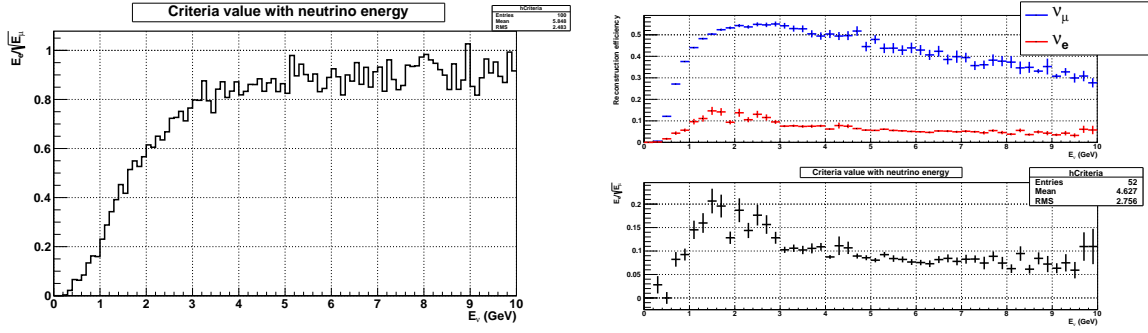 Criteria value with neutrino energy
hCriteria
Entries 100
Mean 5.848
RMS 2.483
E_e/√E_μ
1
0.8
0.6
0.4
0.2
0
0 1 2 3 4 5 6 7 8 9 10
E_ν (GeV)
ν_μ
ν_e
Reconstruction efficiency
0.5
0.4
0.3
0.2
0.1
0.0
0 1 2 3 4 5 6 7 8 9 10
E_ν (GeV)
Criteria value with neutrino energy
hCriteria
Entries 52
Mean 4.627
RMS 2.756
0.2
0.15
0.1
0.05
0
0 1 2 3 4 5 6 7 8 9 10
E_ν (GeV)